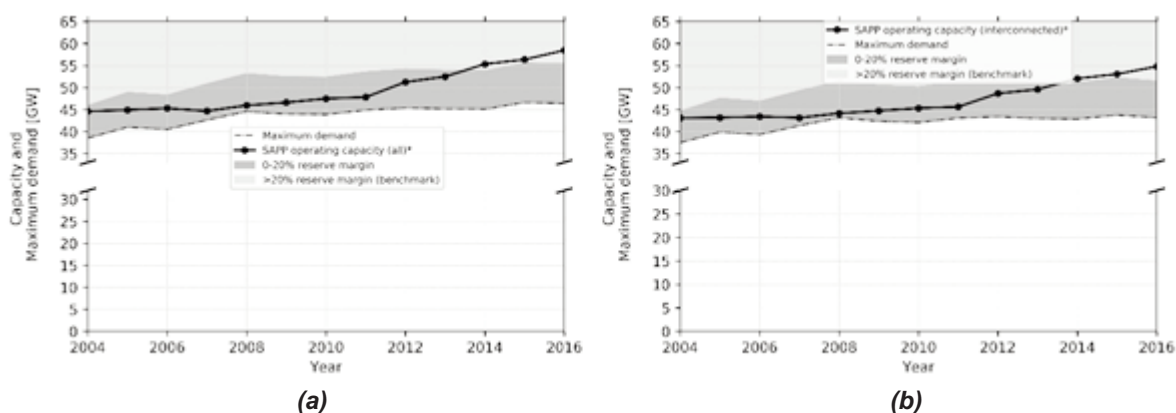 65
60
55
50
45
40
35
30
25
20
15
10
5
0
Capacity and
Maximum demand [GW]
Maximum demand
SAPP operating capacity (all)*
0-20% reserve margin
>20% reserve margin (benchmark)
2004 2006 2008 2010 2012 2014 2016
Year
(a)
65
60
55
50
45
40
35
30
25
20
15
10
5
0
Capacity and
Maximum demand [GW]
SAPP operating capacity (interconnected)*
Maximum demand
0-20% reserve margin
>20% reserve margin (benchmark)
2004 2006 2008 2010 2012 2014 2016
Year
(b)